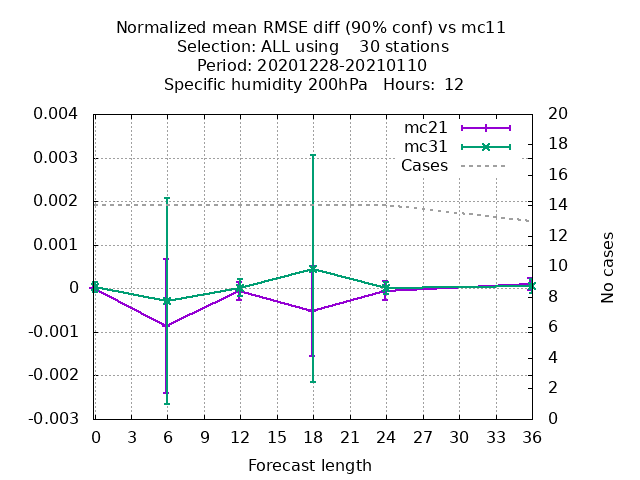 Normalized mean RMSE diff (90% conf) vs mc11
Selection: ALL using    30 stations
Period: 20201228-20210110
Specific humidity 200hPa   Hours:  12
mc21
mc31
Cases
0.004
0.003
0.002
0.001
0
-0.001
-0.002
-0.003
20
18
16
14
12
10
8
6
4
2
0
No cases
0 3 6 9 12 15 18 21 24 27 30 33 36
Forecast length